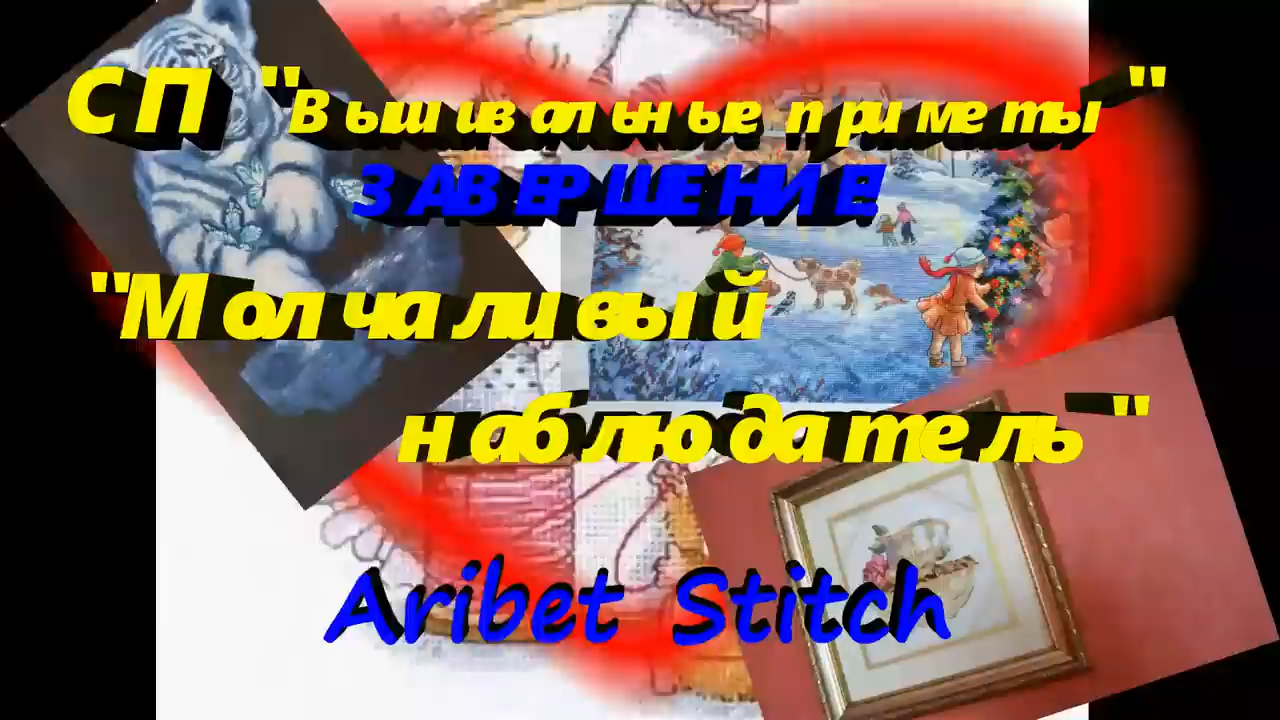 СП "Вышивальные приметы"
ЗАВЕРШЕНИЕ!
"Молчаливый
наблюдатель"
Aribet Stitch